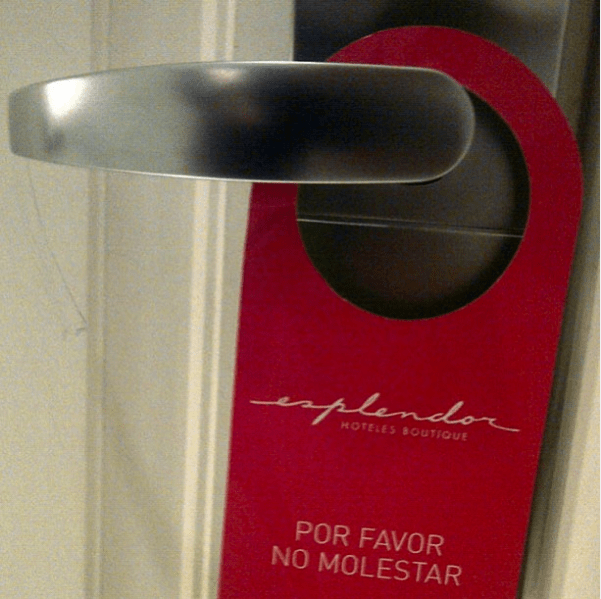 esplendor
HOTELES BOUTIQUE
POR FAVOR
NO MOLESTAR